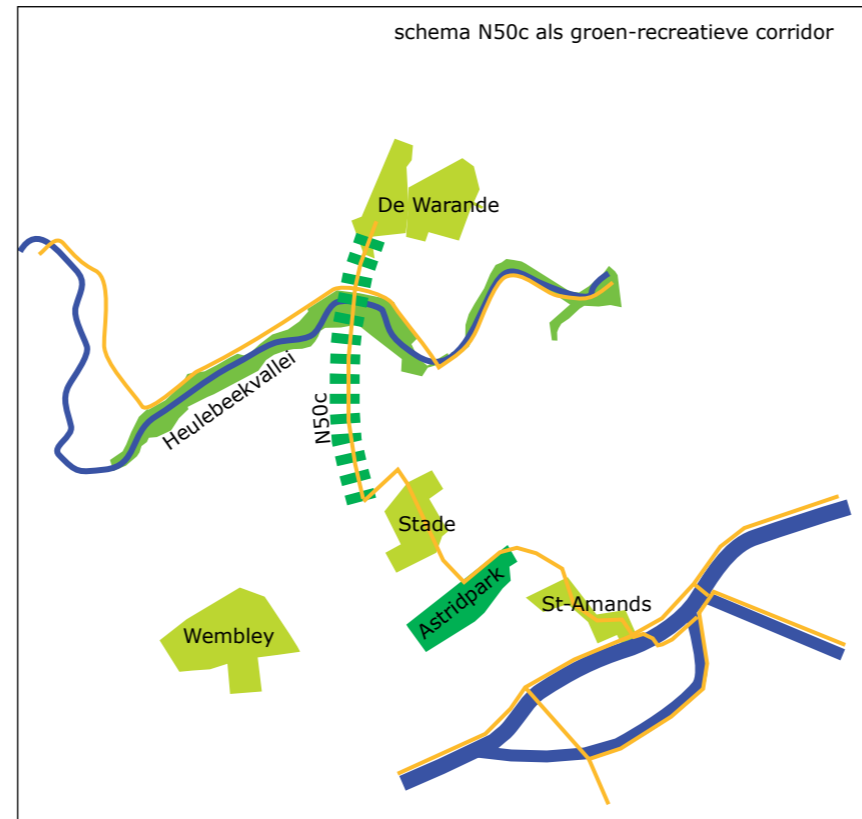 schema N50c als groen-recreatieve corridor
De Warande
Heulebeekvallei
N50c
Stade
Astridpark
St-Amands
Wembley